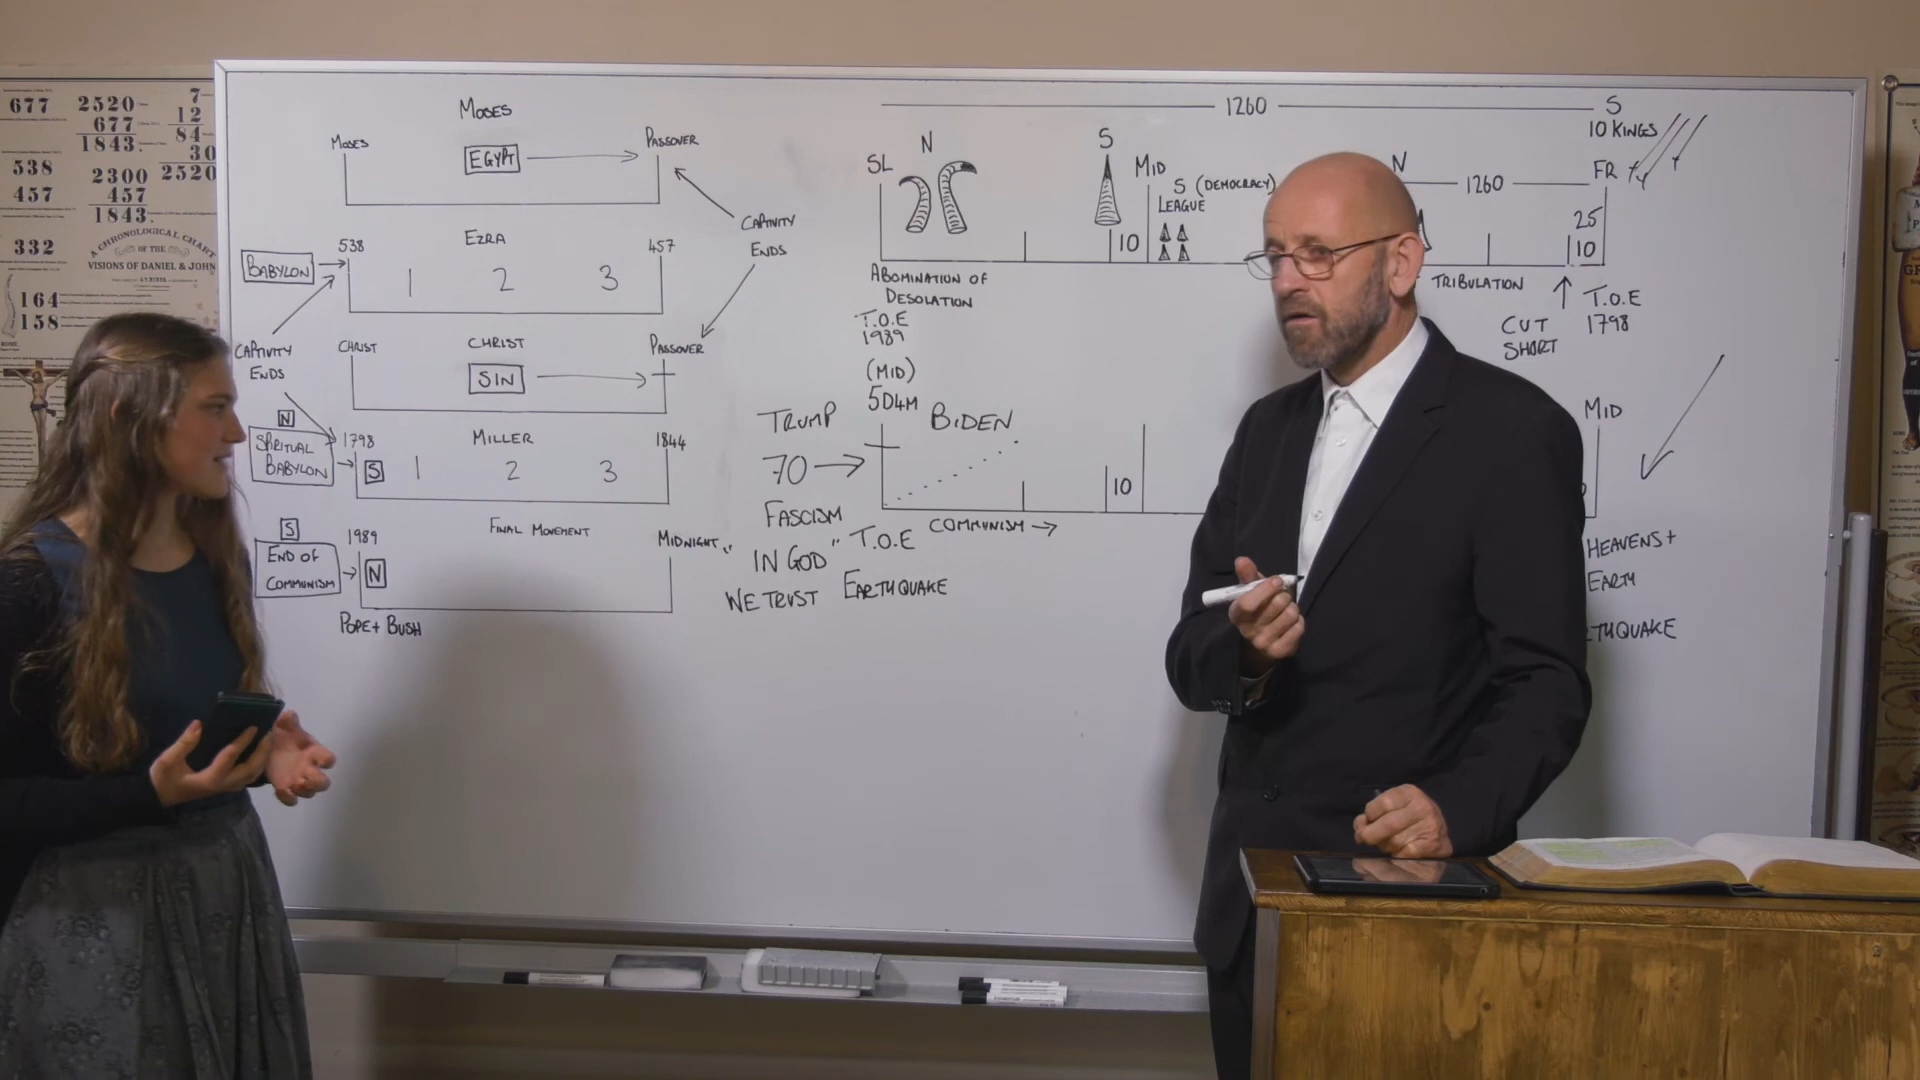 677
2520
7
677
12
1843.
84
30
2520
538
457
2300
457
1843.
332
A CHRONOLOGICAL CHART
OF THE
VISIONS OF DANIEL & JOHN
164
158
MOSES
MOSES
PASSOVER
EGYPT
CAPTIVITY
ENDS
538
EZRA
457
BABYLON
1 2 3
CAPTIVITY
ENDS
CHRIST
CHRIST
PASSOVER
SIN
N
SPIRITUAL
BABYLON
1798
MILLER
1844
S
1 2 3
S
END OF
COMMUNISM
1989
FINAL MOVEMENT
MIDNIGHT
N
POPE + BUSH
1260
S
10 KINGS
SL
N
S
MID
S (DEMOCRACY)
LEAGUE
10
N
1260
FR
25
10
ABOMINATION OF
DESOLATION
TRIBULATION
T.O.E
1989
(MID)
5D4M
CUT
SHORT
T.O.E
1798
TRUMP
70
FASCISM
BIDEN
10
COMMUNISM
MID
"IN GOD"
WE TRUST
T.O.E
EARTHQUAKE
HEAVENS +
EARTH
THQUAKE